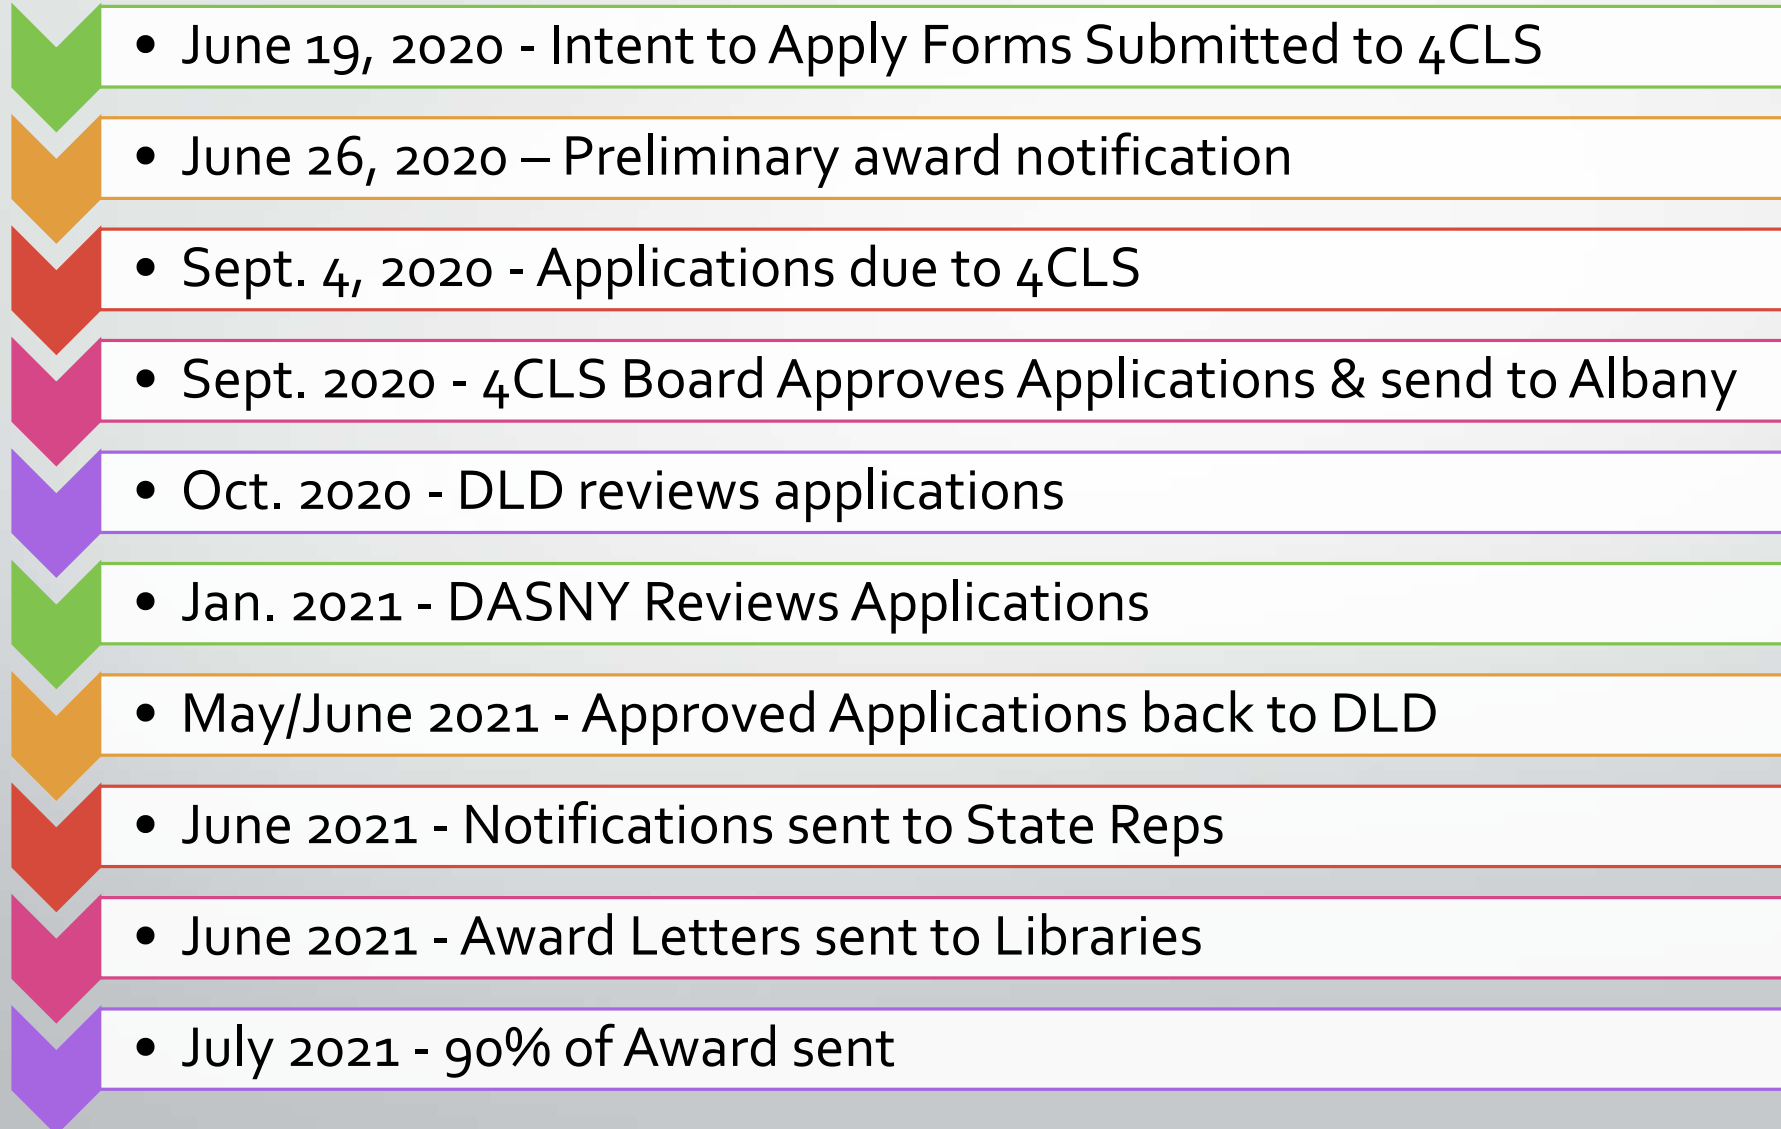 • June 19, 2020 - Intent to Apply Forms Submitted to 4CLS
• June 26, 2020 – Preliminary award notification
• Sept. 4, 2020 - Applications due to 4CLS
• Sept. 2020 - 4CLS Board Approves Applications & send to Albany
• Oct. 2020 - DLD reviews applications
• Jan. 2021 - DASNY Reviews Applications
• May/June 2021 - Approved Applications back to DLD
• June 2021 - Notifications sent to State Reps
• June 2021 - Award Letters sent to Libraries
• July 2021 - 90% of Award sent